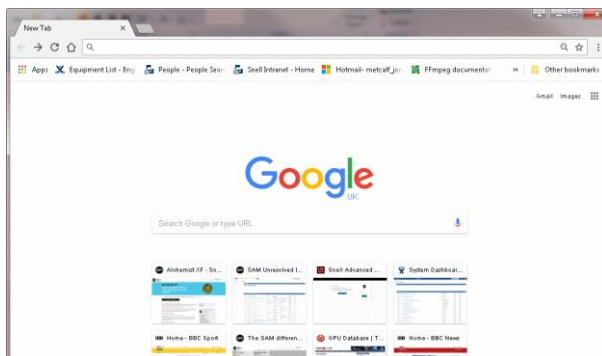 New Tab
Apps Equipment List - Eng People - People Sear Snell Intranet - Home Hotmail- metcalf_jor FFmpeg documentat » Other bookmarks
Gmail Images
Google
UK
Search Google or type URL
Alchemist XF - Sn... SAM Unresolved I... Snell Advanced ... System Dashboar...
Home - BBC Sport The SAM differen... GPU Database | T... Home - BBC News